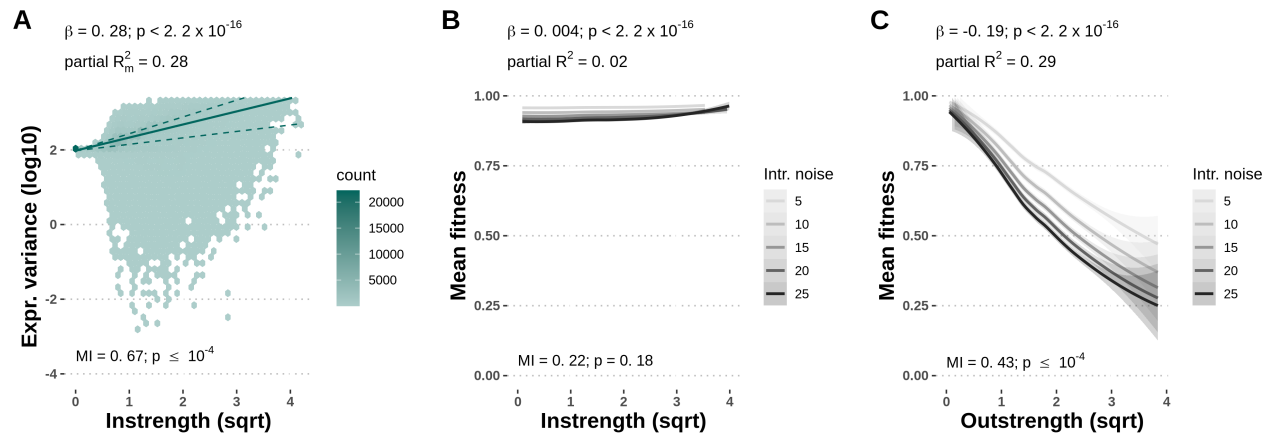 A
β = 0. 28; p < 2. 2 x 10^-16
partial R^2_m = 0. 28
Expr. variance (log10)
2
0
-2
-4
MI = 0. 67; p ≤ 10^-4
0 1 2 3 4
Instrength (sqrt)
count
20000
15000
10000
5000
B
β = 0. 004; p < 2. 2 x 10^-16
partial R^2 = 0. 02
Mean fitness
1.00
0.75
0.50
0.25
0.00
MI = 0. 22; p = 0. 18
0 1 2 3 4
Instrength (sqrt)
Intr. noise
5
10
15
20
25
C
β = -0. 19; p < 2. 2 x 10^-16
partial R^2 = 0. 29
Mean fitness
1.00
0.75
0.50
0.25
0.00
MI = 0. 43; p ≤ 10^-4
0 1 2 3 4
Outstrength (sqrt)
Intr. noise
5
10
15
20
25